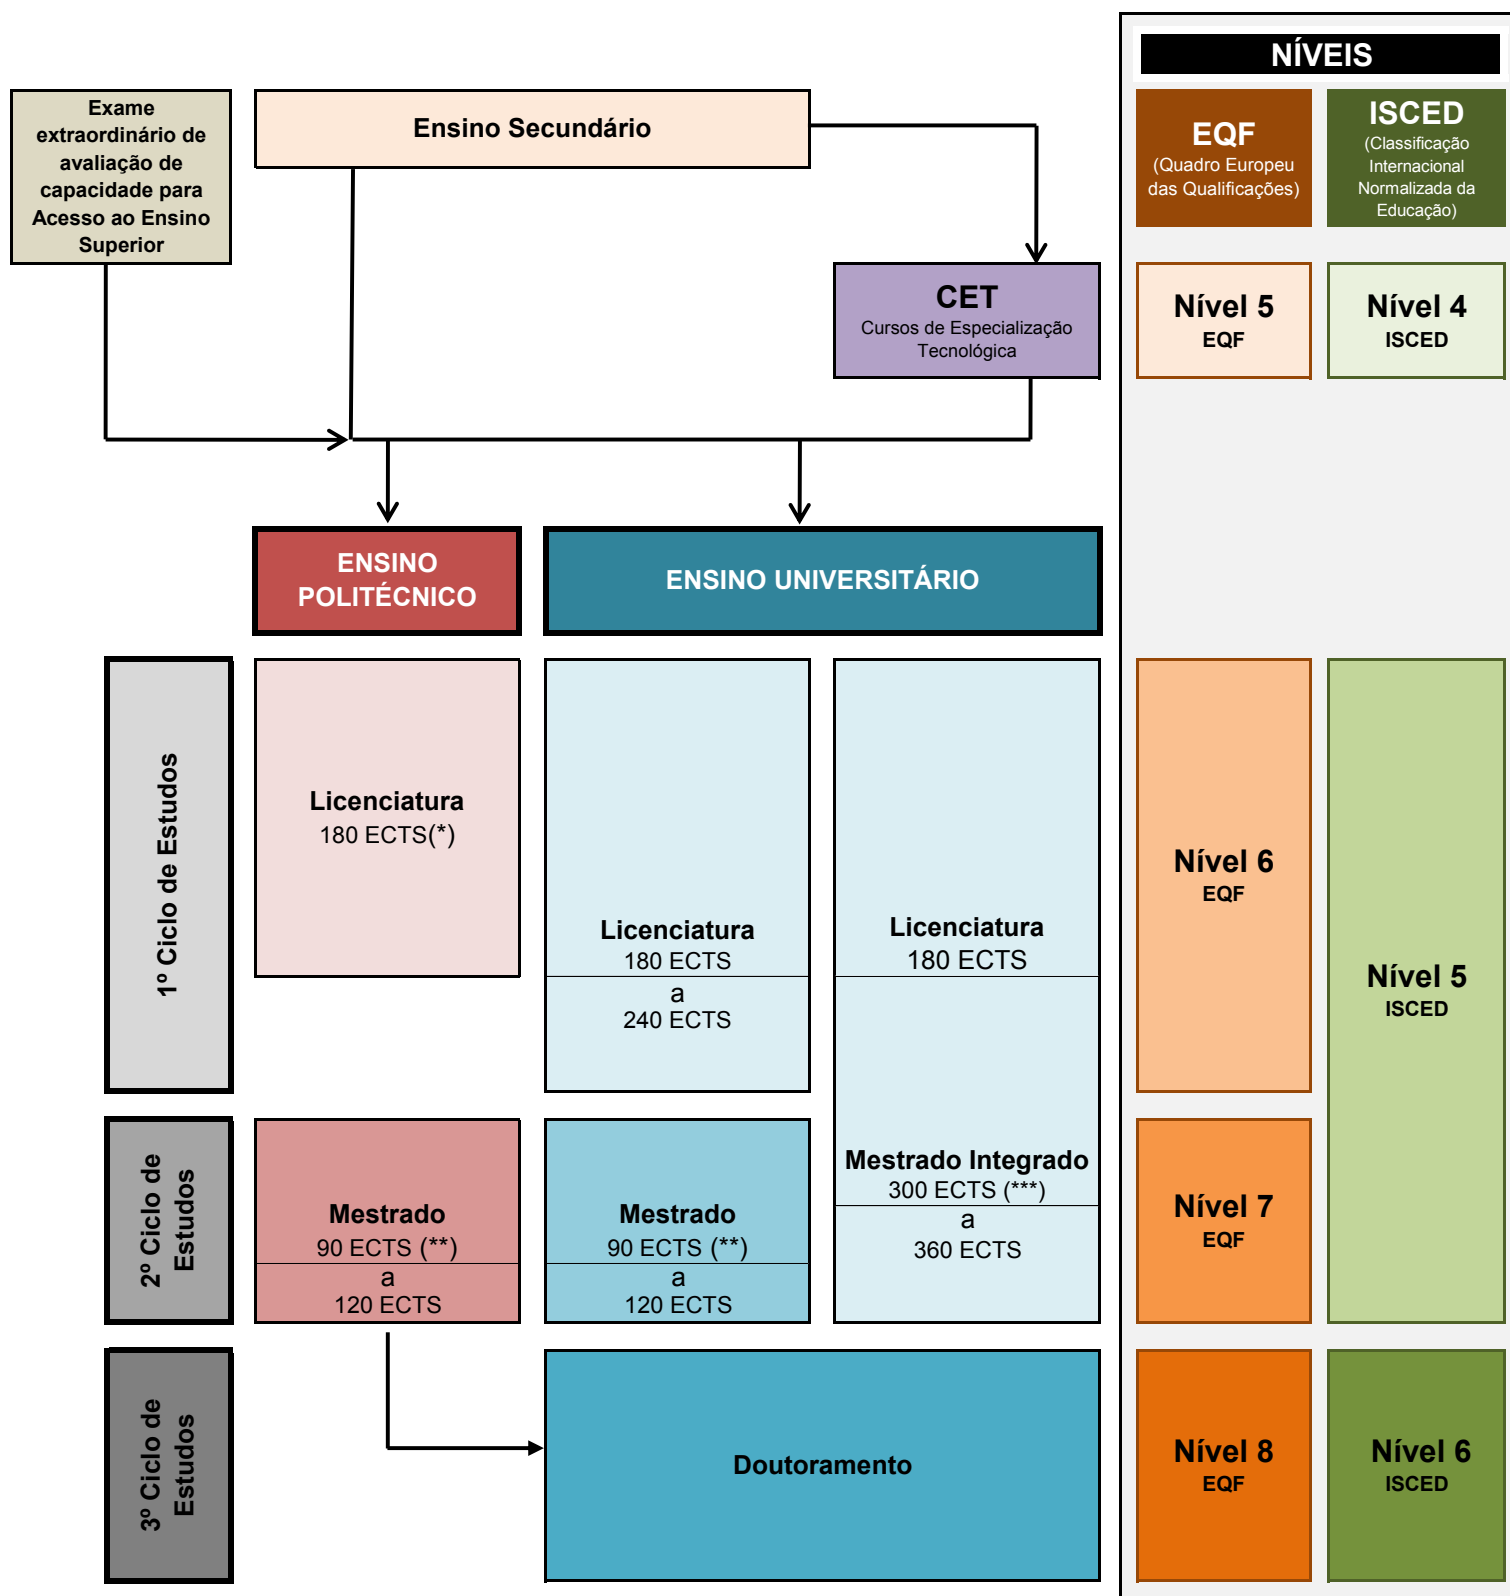 NÍVEIS
Exame
extraordinário de
avaliação de
capacidade para
Acesso ao Ensino
Superior
Ensino Secundário
EQF
(Quadro Europeu
das Qualificações)
ISCED
(Classificação
Internacional
Normalizada da
Educação)
CET
Cursos de Especialização
Tecnológica
Nível 5
EQF
Nível 4
ISCED
ENSINO
POLITÉCNICO
ENSINO UNIVERSITÁRIO
1º Ciclo de Estudos
Licenciatura
180 ECTS(*)
Licenciatura
180 ECTS
a
240 ECTS
Licenciatura
180 ECTS
Nível 6
EQF
Nível 5
ISCED
2º Ciclo de
Estudos
Mestrado
90 ECTS (**)
a
120 ECTS
Mestrado
90 ECTS (**)
a
120 ECTS
Mestrado Integrado
300 ECTS (***)
a
360 ECTS
Nível 7
EQF
3º Ciclo de
Estudos
Doutoramento
Nível 8
EQF
Nível 6
ISCED